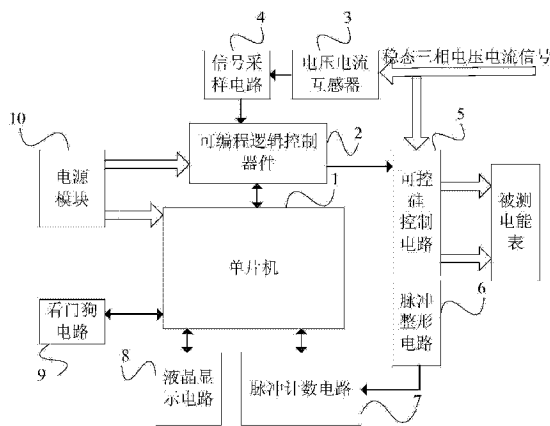 4
3
信号采
样电路
电压电流
互感器
稳态三相电压电流信号
10
2
5
可编程逻辑控制
器件
电源
模块
可控
硅
控制
电路
被测
电能
表
1
单片机
看门狗
电路
9
脉冲
整形
电路
6
8
液晶显
示电路
脉冲计数电路
7